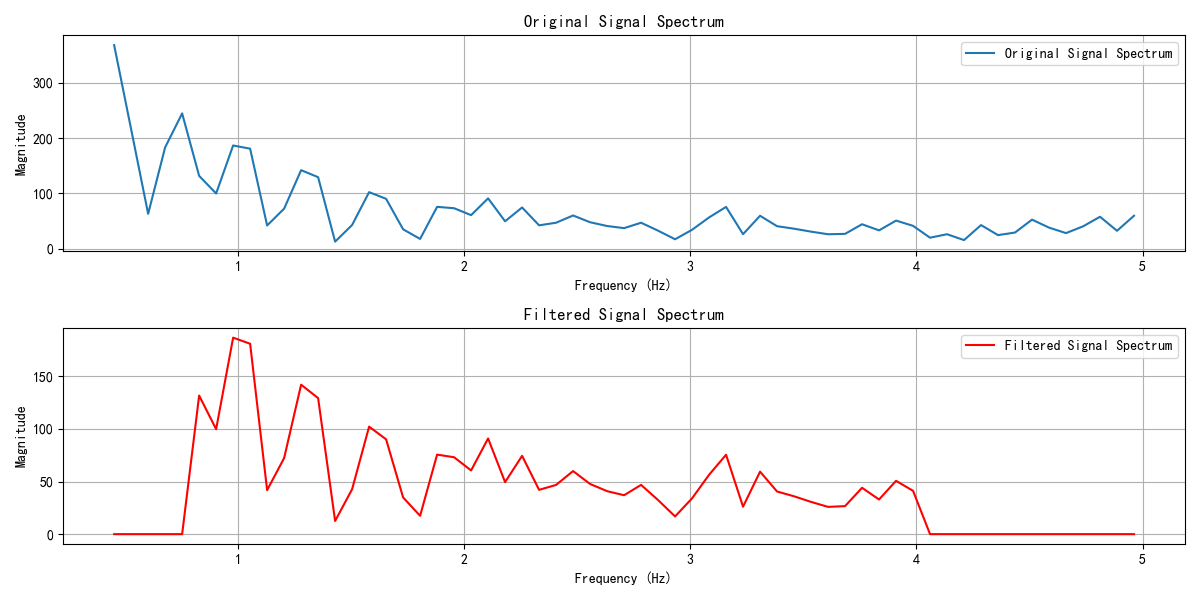 Original Signal Spectrum
Original Signal Spectrum
Magnitude
300
200
100
0
1 2 3 4 5
Frequency (Hz)
Filtered Signal Spectrum
Filtered Signal Spectrum
Magnitude
150
100
50
0
1 2 3 4 5
Frequency (Hz)